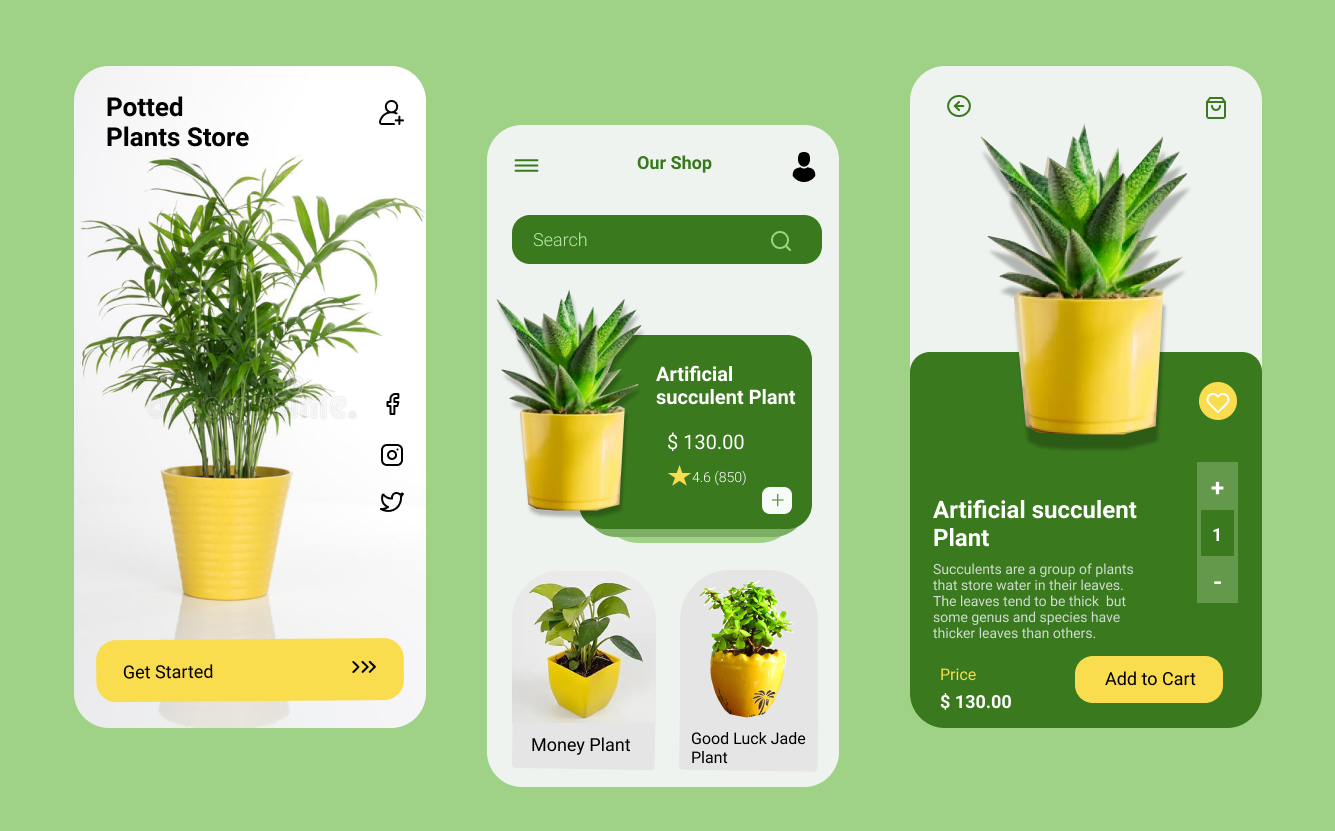 Potted
Plants Store
Get Started
Our Shop
Search
Artificial
succulent Plant
$ 130.00
4.6 (850)
+
Money Plant
Good Luck Jade
Plant
+
1
-
Artificial succulent
Plant
Succulents are a group of plants
that store water in their leaves.
The leaves tend to be thick  but
some genus and species have
thicker leaves than others.
Price
$ 130.00
Add to Cart